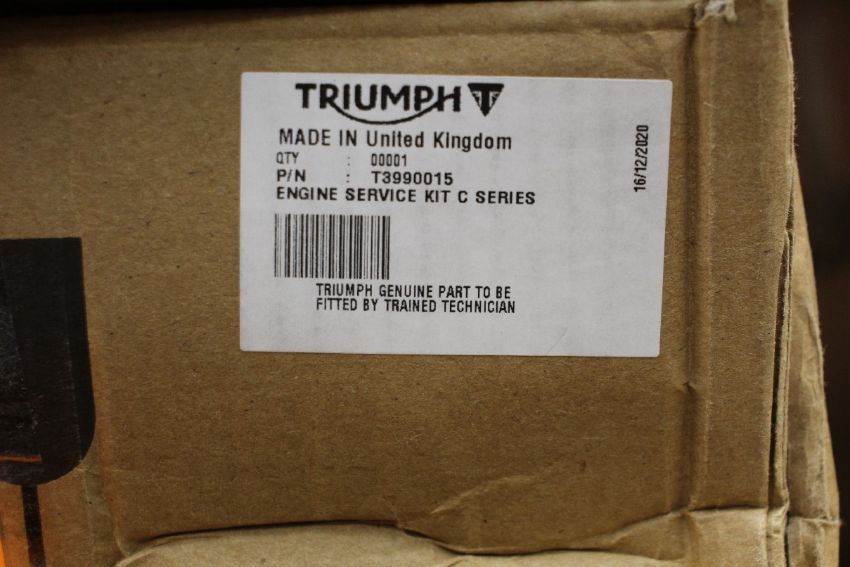 TRIUMPH
MADE IN United Kingdom
QTY : 00001
P/N : T3990015
ENGINE SERVICE KIT C SERIES
TRIUMPH GENUINE PART TO BE
FITTED BY TRAINED TECHNICIAN
16/12/2020